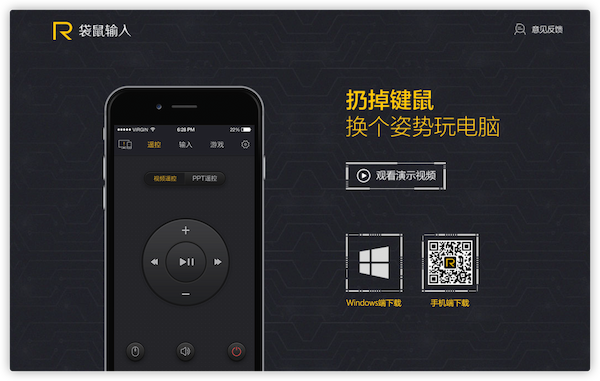 袋鼠输入
意见反馈
扔掉键鼠
换个姿势玩电脑
观看演示视频
VIRGIN
6:28 PM
22%
遥控
输入
游戏
视频遥控
PPT遥控
Windows端下载
手机端下载